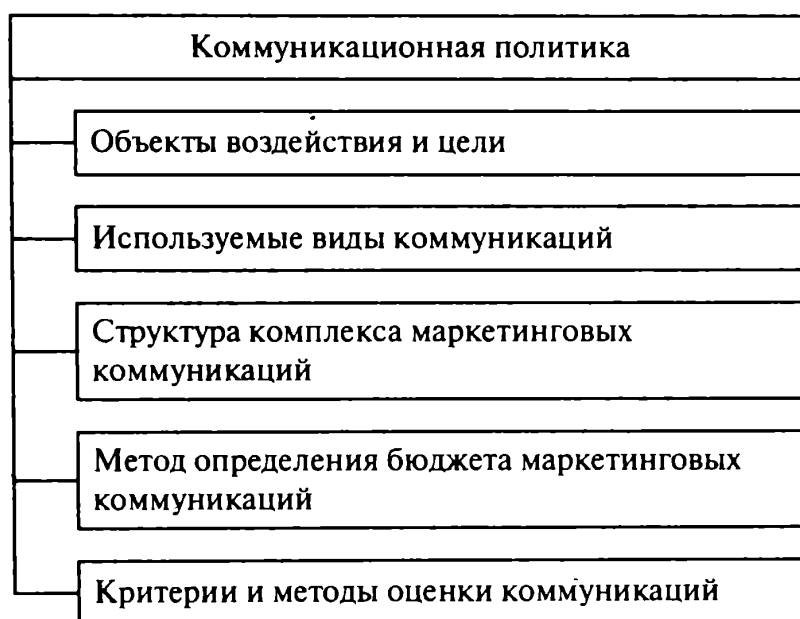 Коммуникационная политика
Объекты воздействия и цели
Используемые виды коммуникаций
Структура комплекса маркетинговых
коммуникаций
Метод определения бюджета маркетинговых
коммуникаций
Критерии и методы оценки коммуникаций